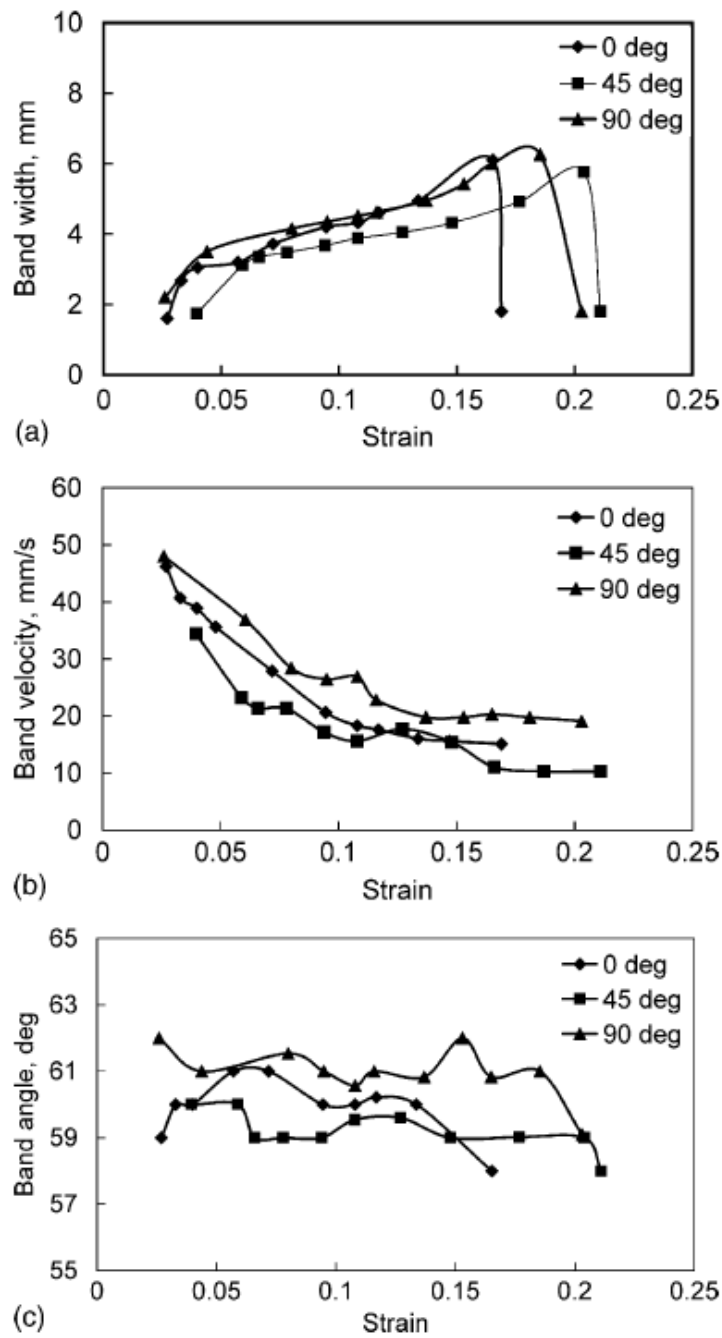 10
8
6
4
2
0
Band width, mm
0 deg
45 deg
90 deg
0 0.05 0.1 0.15 0.2 0.25
(a) Strain
60
50
40
30
20
10
0
Band velocity, mm/s
0 deg
45 deg
90 deg
0 0.05 0.1 0.15 0.2 0.25
(b) Strain
65
63
61
59
57
55
Band angle, deg
0 deg
45 deg
90 deg
0 0.05 0.1 0.15 0.2 0.25
(c) Strain